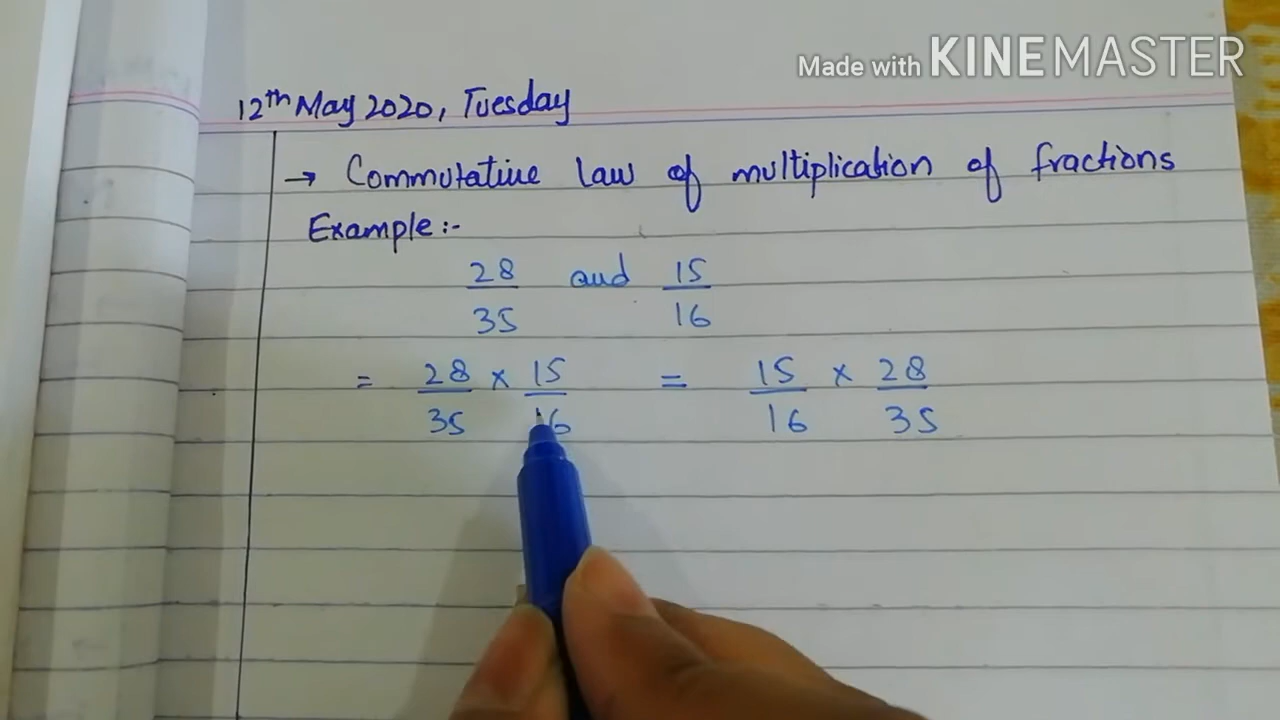 Made with KINEMASTER
12th May 2020, Tuesday
→ Commutative law of multiplication of fractions
Example:-
28/35 and 15/16
= 28/35 × 15/16 = 15/16 × 28/35